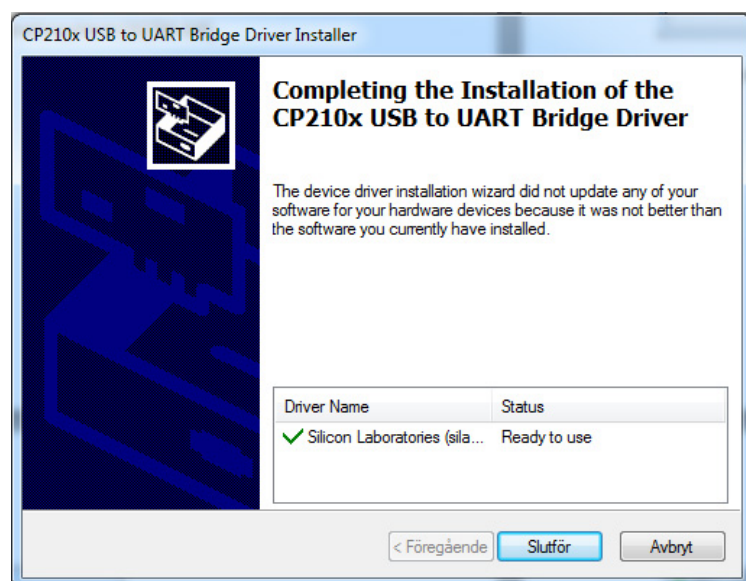 CP210x USB to UART Bridge Driver Installer
Completing the Installation of the
CP210x USB to UART Bridge Driver
The device driver installation wizard did not update any of your
software for your hardware devices because it was not better than
the software you currently have installed.
Driver Name Status
Silicon Laboratories (sila... Ready to use
< Föregående Slutför Avbryt